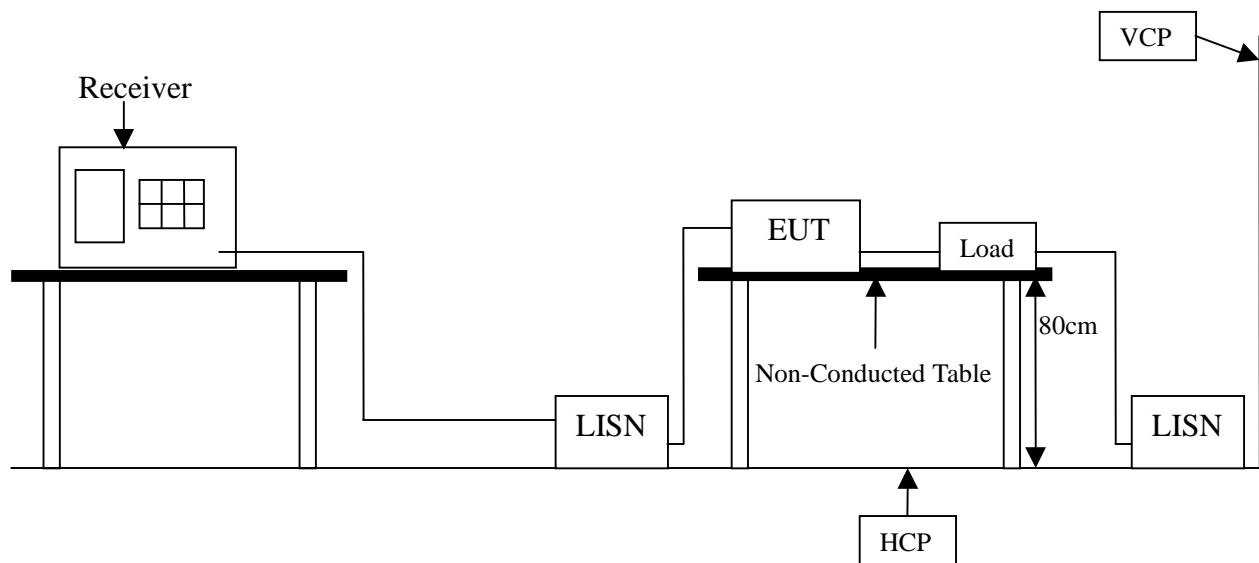 VCP
Receiver
EUT
Load
80cm
Non-Conducted Table
LISN
LISN
HCP